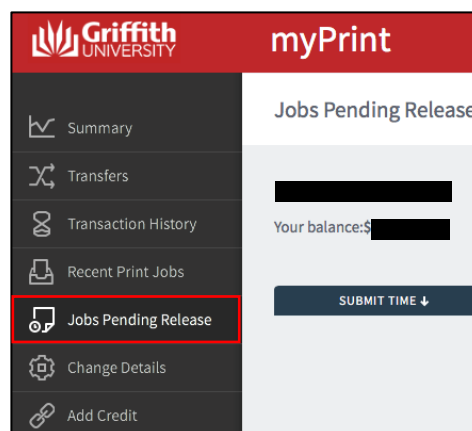 Griffith
UNIVERSITY
myPrint
Summary
Transfers
Transaction History
Recent Print Jobs
Jobs Pending Release
Change Details
Add Credit
Jobs Pending Release
Your balance:$
SUBMIT TIME ↓